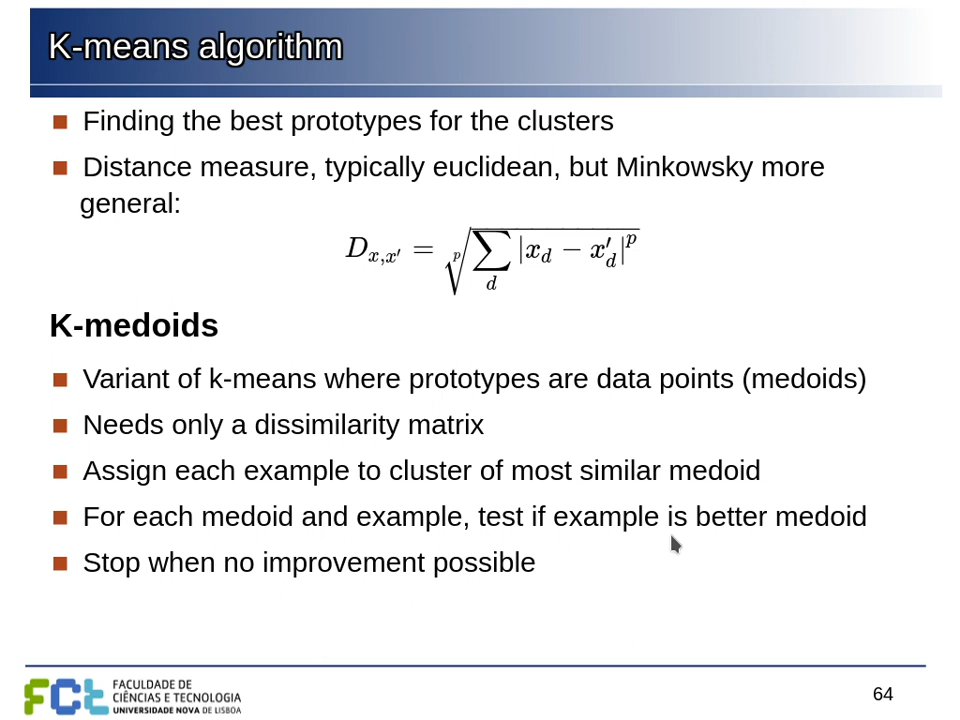 K-means algorithm
Finding the best prototypes for the clusters
Distance measure, typically euclidean, but Minkowsky more
general:
D_{x,x'} = \sqrt[p]{\sum_d |x_d - x'_d|^p}
K-medoids
Variant of k-means where prototypes are data points (medoids)
Needs only a dissimilarity matrix
Assign each example to cluster of most similar medoid
For each medoid and example, test if example is better medoid
Stop when no improvement possible
FCt FACULDADE DE
CIÊNCIAS E TECNOLOGIA
UNIVERSIDADE NOVA DE LISBOA
64